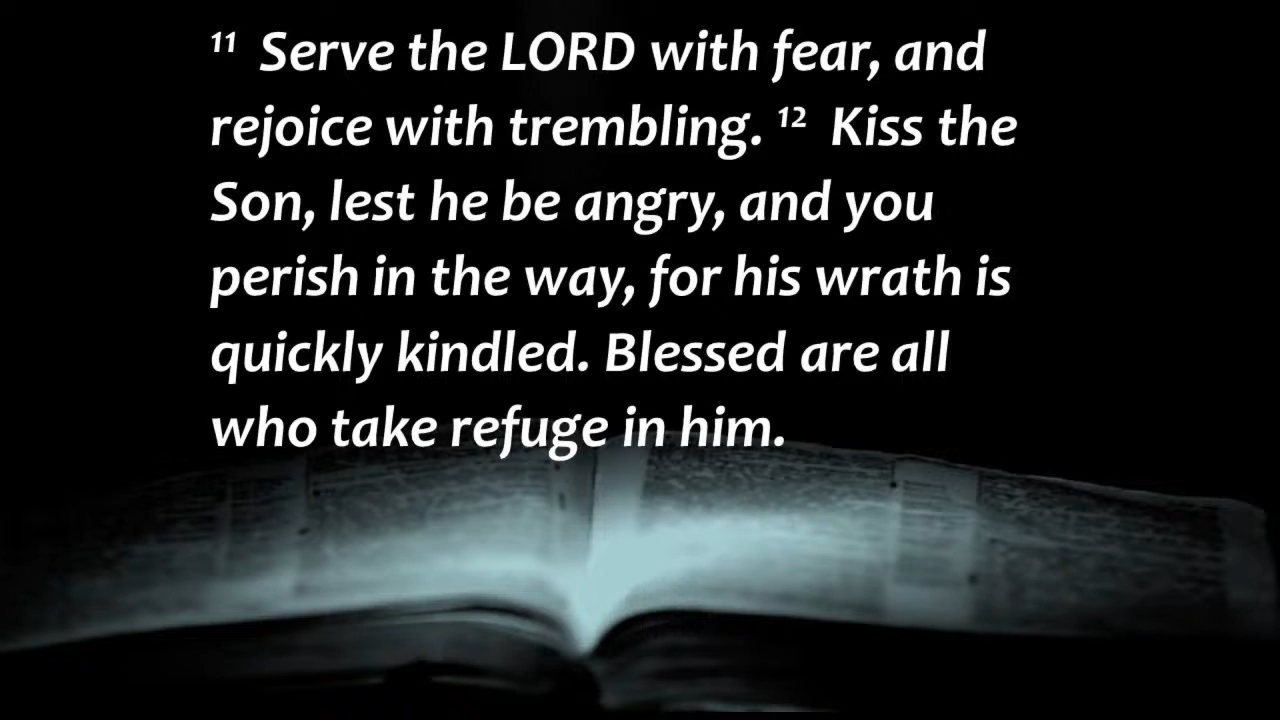 ¹¹ Serve the LORD with fear, and
rejoice with trembling. ¹² Kiss the
Son, lest he be angry, and you
perish in the way, for his wrath is
quickly kindled. Blessed are all
who take refuge in him.